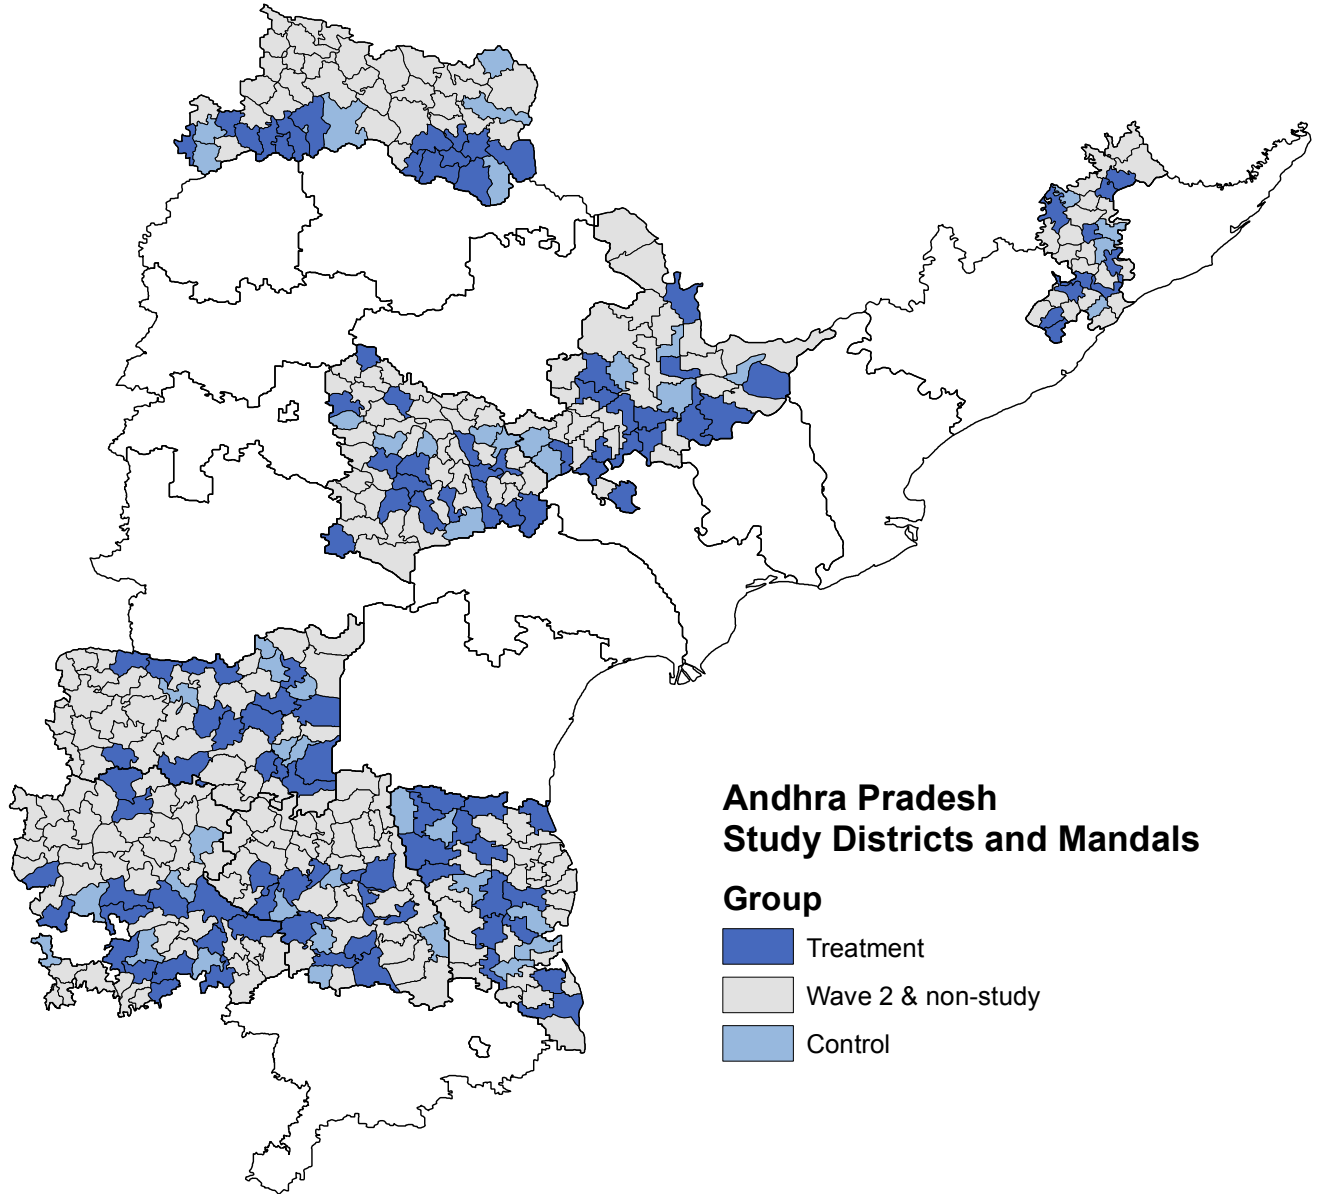 Andhra Pradesh
Study Districts and Mandals
Group
Treatment
Wave 2 & non-study
Control